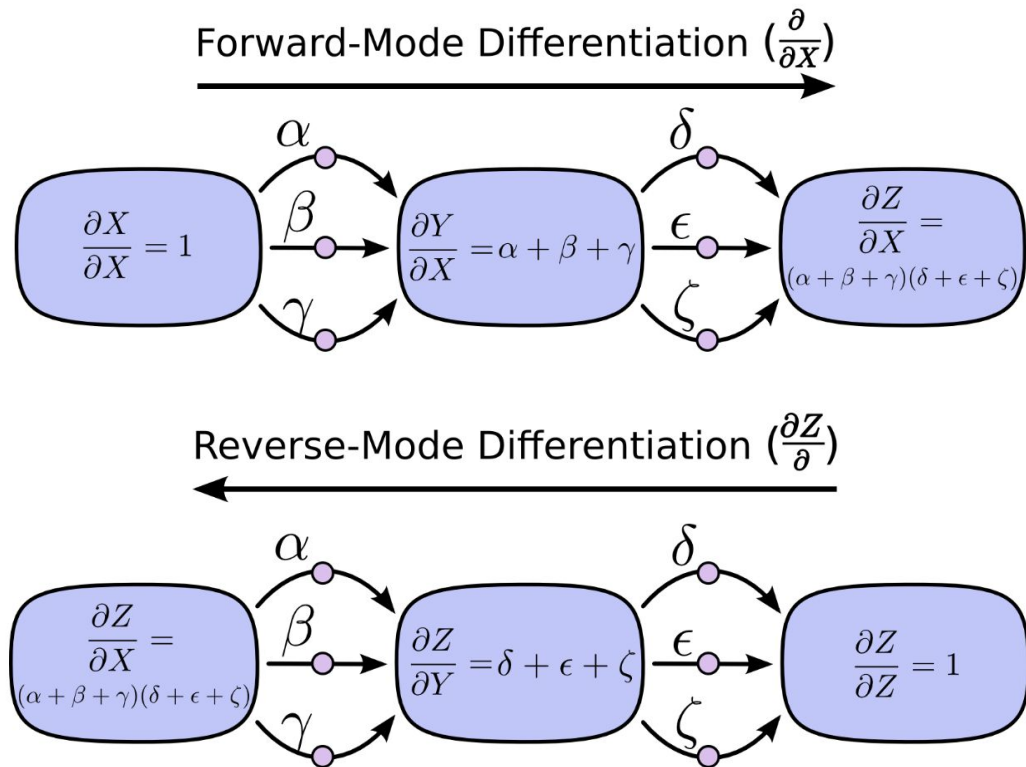 Forward-Mode Differentiation (∂/∂X)
α
δ
β
ϵ
∂X/∂X = 1
∂Y/∂X = α + β + γ
∂Z/∂X =
(α + β + γ)(δ + ϵ + ζ)
γ
ζ
Reverse-Mode Differentiation (∂Z/∂)
α
δ
β
ϵ
∂Z/∂X =
(α + β + γ)(δ + ϵ + ζ)
∂Z/∂Y = δ + ϵ + ζ
∂Z/∂Z = 1
γ
ζ